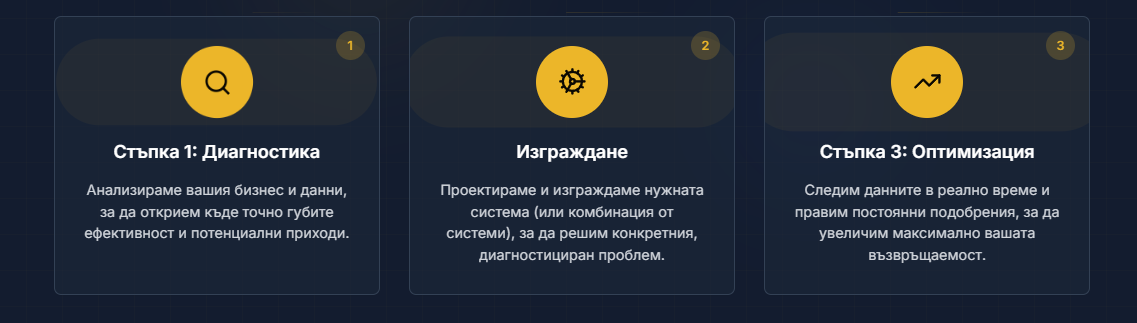 1
Стъпка 1: Диагностика
Анализираме вашия бизнес и данни,
за да открием къде точно губите
ефективност и потенциални приходи.
2
Изграждане
Проектираме и изграждаме нужната
система (или комбинация от
системи), за да решим конкретния,
диагностициран проблем.
3
Стъпка 3: Оптимизация
Следим данните в реално време и
правим постоянни подобрения, за да
увеличим максимално вашата
възвръщаемост.